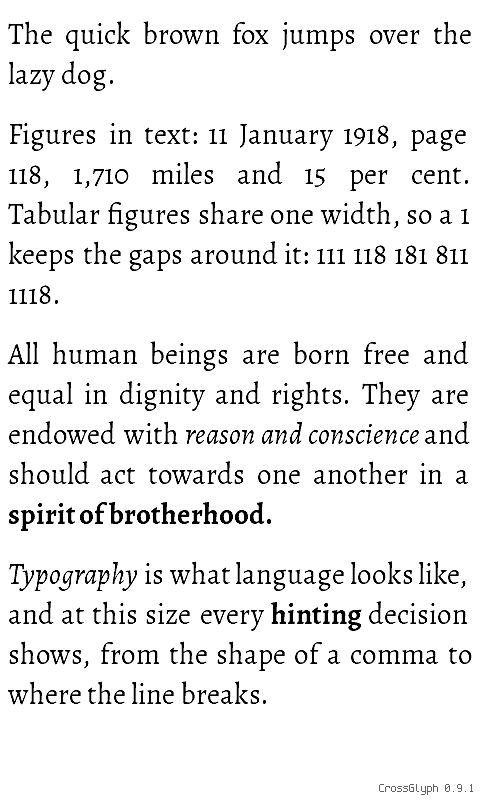 The quick brown fox jumps over the
lazy dog.
Figures in text: 11 January 1918, page
118, 1,710 miles and 15 per cent.
Tabular figures share one width, so a 1
keeps the gaps around it: 111 118 181 811
1118.
All human beings are born free and
equal in dignity and rights. They are
endowed with reason and conscience and
should act towards one another in a
spirit of brotherhood.
Typography is what language looks like,
and at this size every hinting decision
shows, from the shape of a comma to
where the line breaks.
CrossGlyph 0.9.1